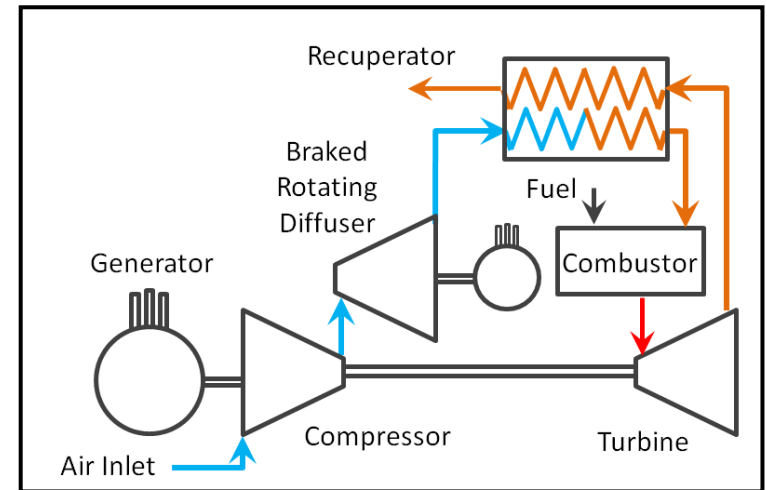 Recuperator
Braked
Rotating
Diffuser
Fuel
Generator
Combustor
Compressor
Turbine
Air Inlet